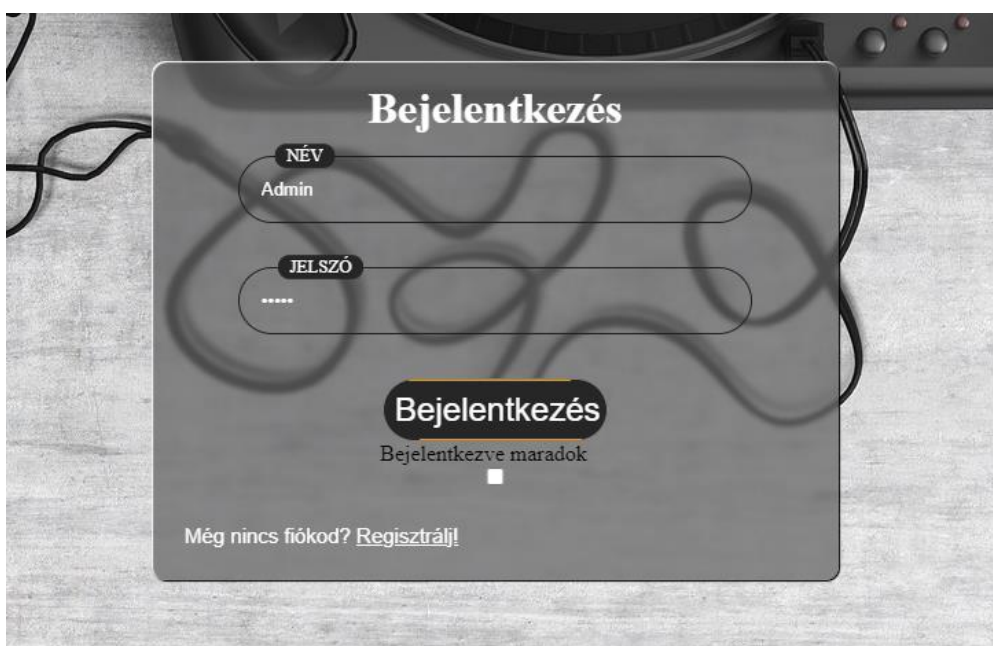 Bejelentkezés
NÉV
Admin
JELSZÓ
•••••
Bejelentkezés
Bejelentkezve maradok
Még nincs fiókod? Regisztrálj!